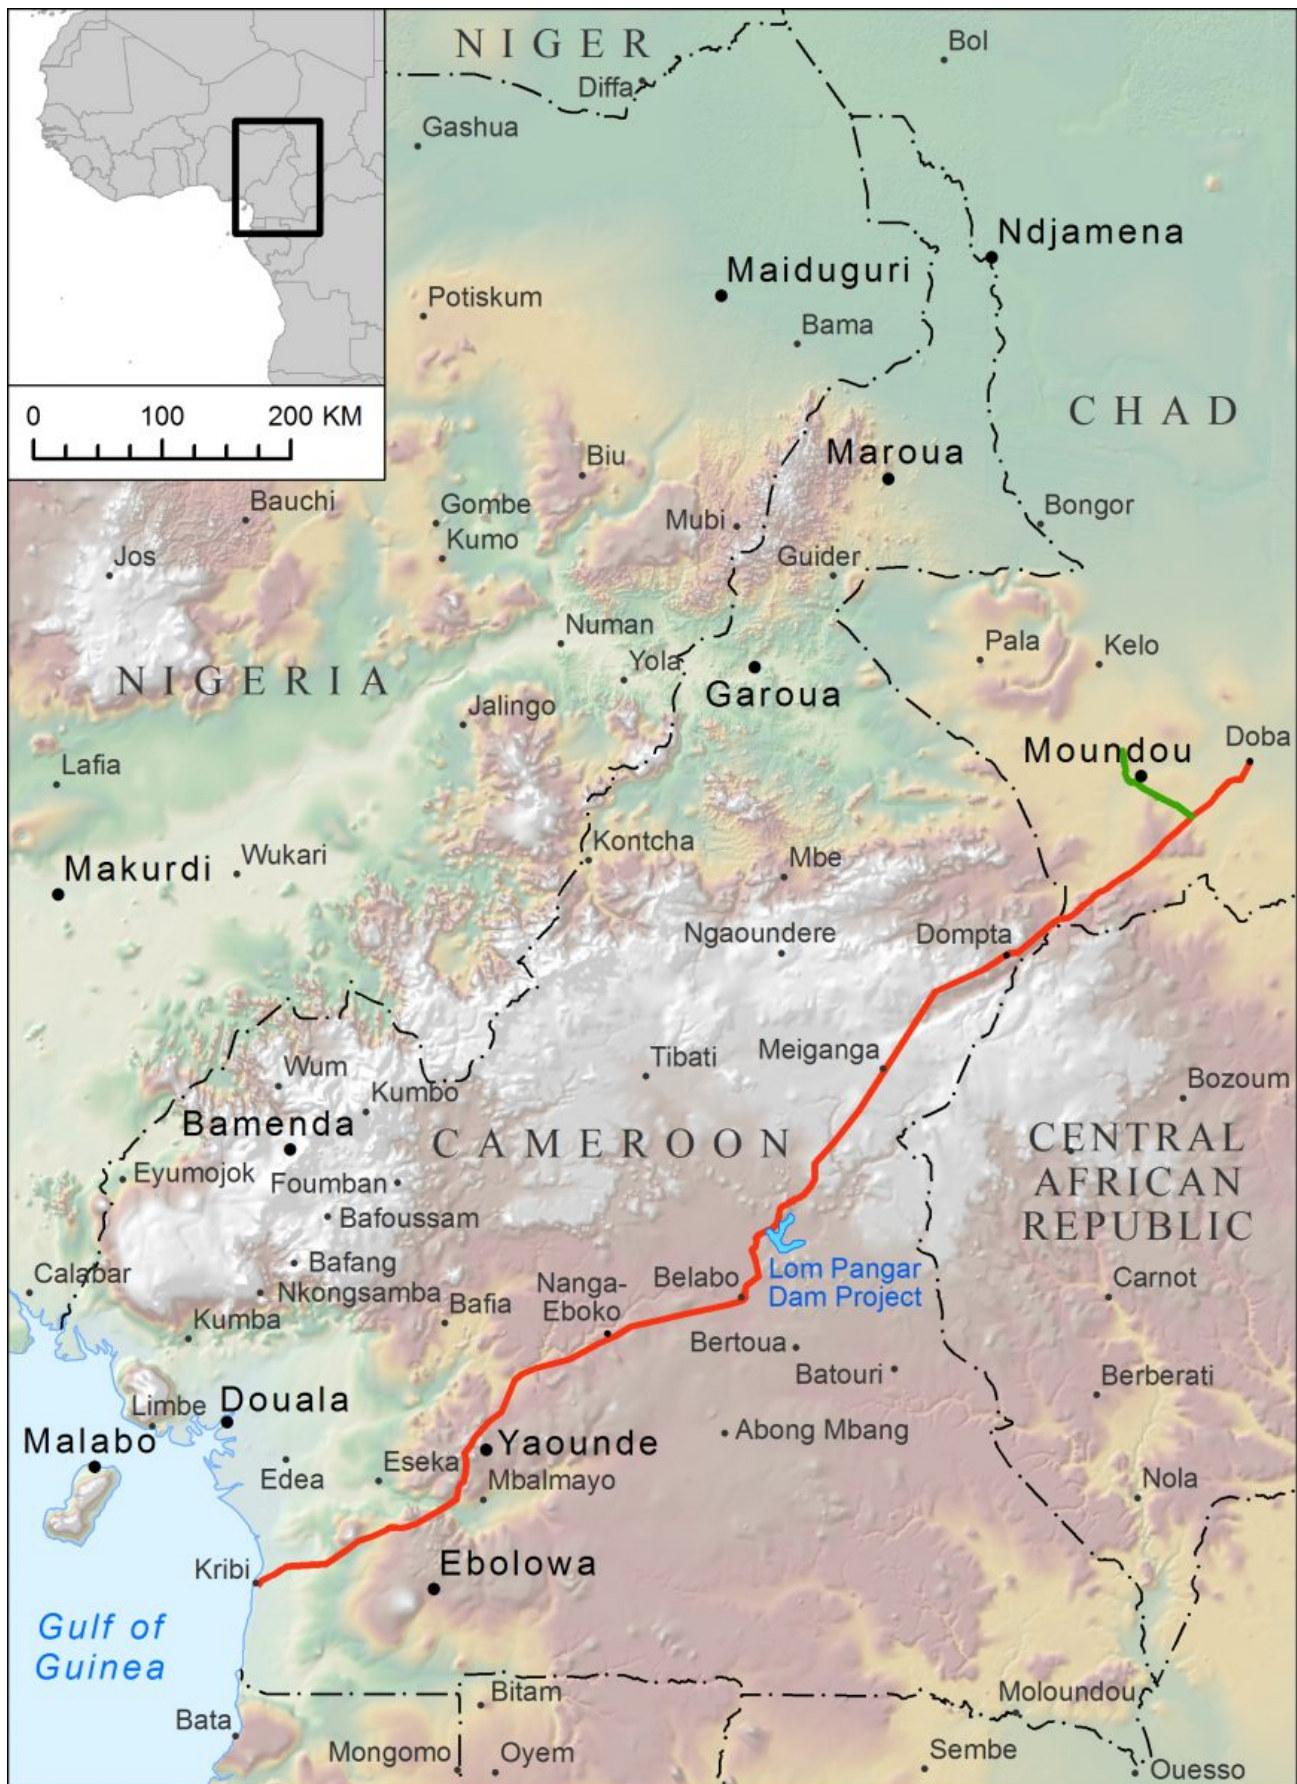 NIGER
Bol
Diffa
Gashua
Ndjamena
Maiduguri
Potiskum
Bama
0 100 200 KM
CHAD
Maroua
Biu
Bauchi
Gombe
Mubi
Bongor
Kumo
Jos
Guider
Numan
Pala
Kelo
Yola
NIGERIA
Garoua
Jalingo
Doba
Moundou
Lafia
Kontcha
Wukari
Mbe
Makurdi
Ngaoundere
Dompta
Tibati
Meiganga
Wum
Bozoum
Kumbo
Bamenda
CAMEROON
CENTRAL
AFRICAN
REPUBLIC
Eyumojok
Foumban
Bafoussam
Bafang
Calabar
Nkongsamba
Nanga-
Eboko
Belabo
Lom Pangar
Dam Project
Carnot
Bafia
Kumba
Bertoua
Batouri
Berberati
Limbe
Douala
Malabo
Abong Mbang
Yaounde
Eseka
Edea
Mbalmayo
Nola
Kribi
Ebolowa
Gulf of
Guinea
Bitam
Moloundou
Bata
Mongomo
Oyem
Sembe
Ouesso